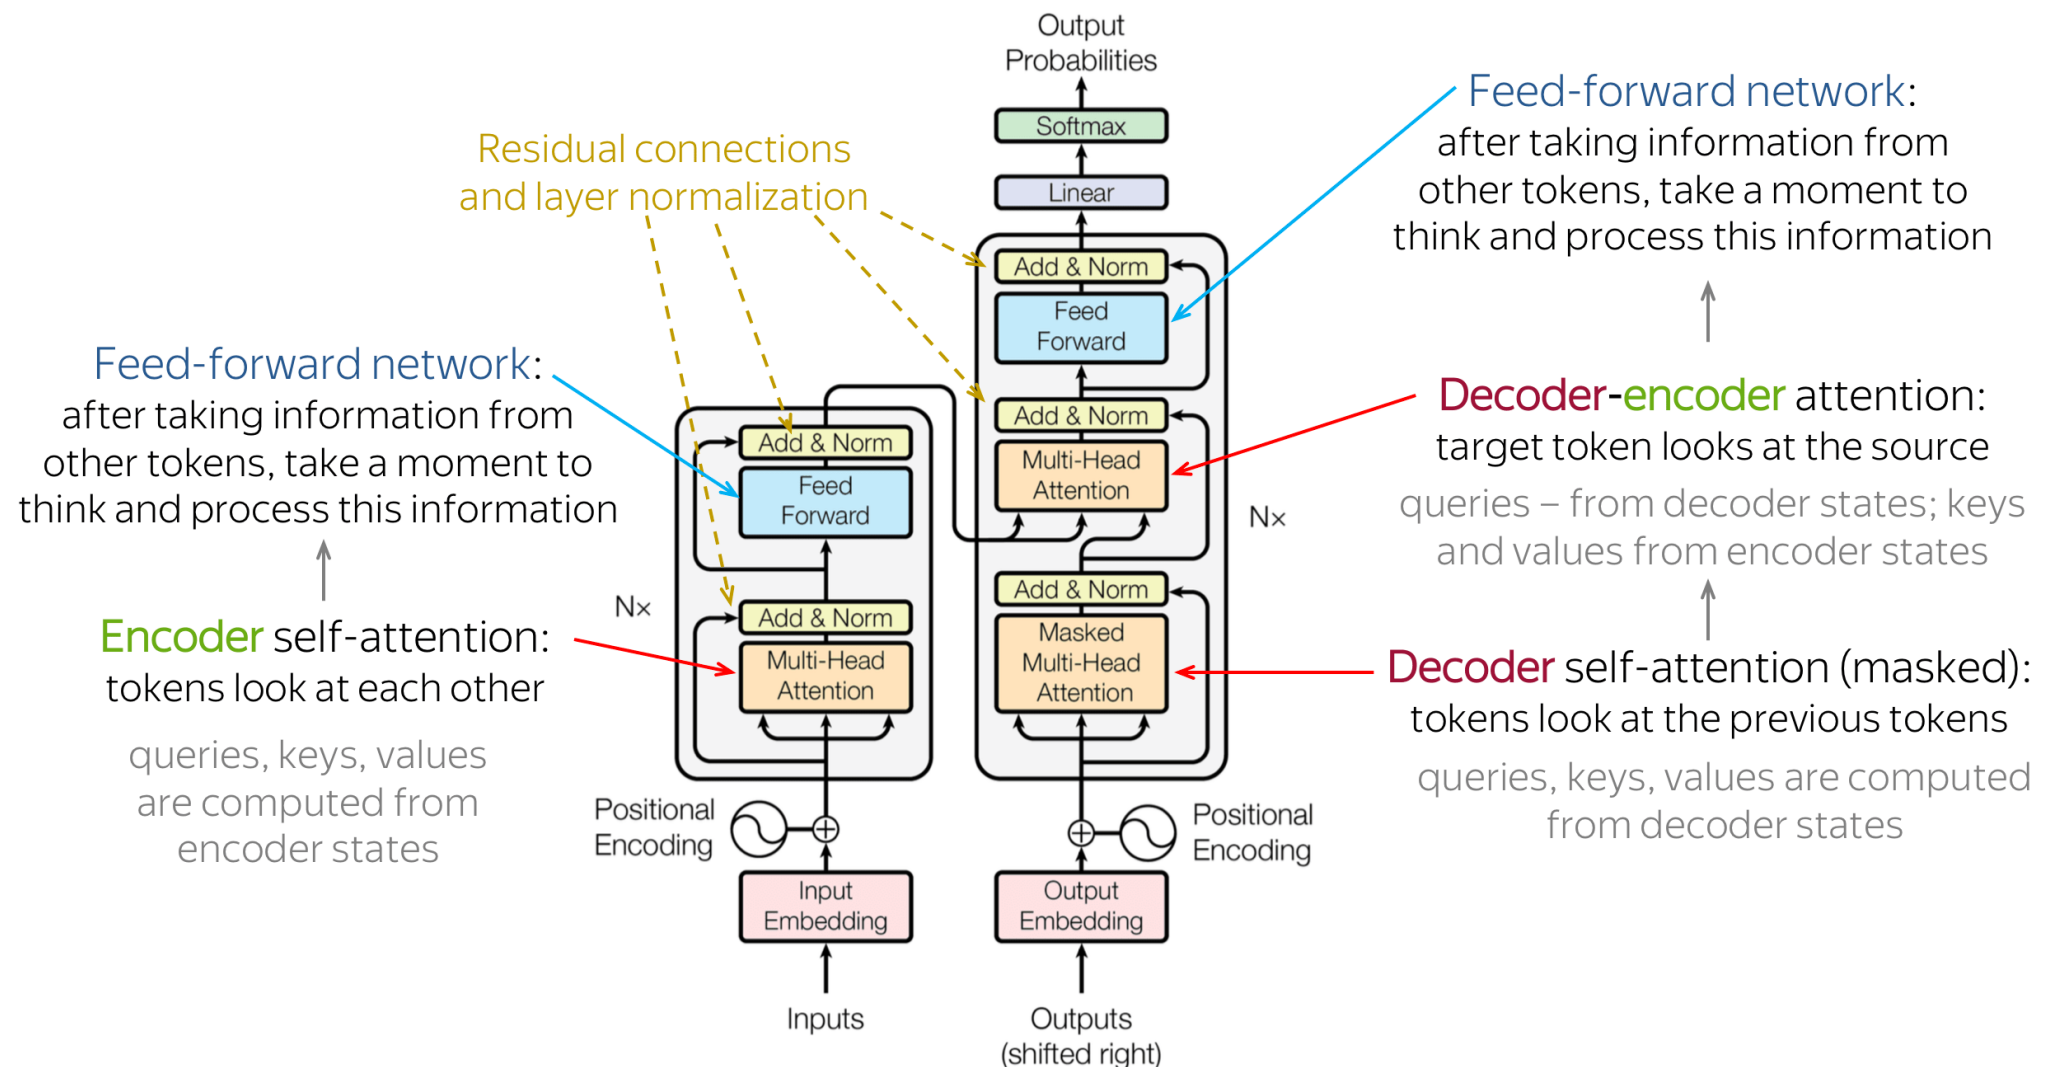 Output
Probabilities
Softmax
Linear
Add & Norm
Feed
Forward
Add & Norm
Multi-Head
Attention
Add & Norm
Masked
Multi-Head
Attention
N×
Positional
Encoding
Output
Embedding
Outputs
(shifted right)
Add & Norm
Feed
Forward
Add & Norm
Multi-Head
Attention
N×
Positional
Encoding
Input
Embedding
Inputs
Residual connections
and layer normalization
Feed-forward network:
after taking information from
other tokens, take a moment to
think and process this information
Encoder self-attention:
tokens look at each other
queries, keys, values
are computed from
encoder states
Feed-forward network:
after taking information from
other tokens, take a moment to
think and process this information
Decoder-encoder attention:
target token looks at the source
queries – from decoder states; keys
and values from encoder states
Decoder self-attention (masked):
tokens look at the previous tokens
queries, keys, values are computed
from decoder states